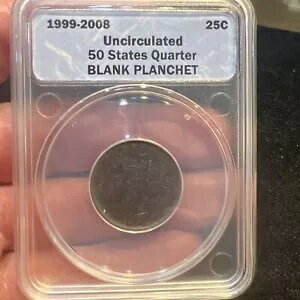 1999-2008 25C
Uncirculated
50 States Quarter
BLANK PLANCHET